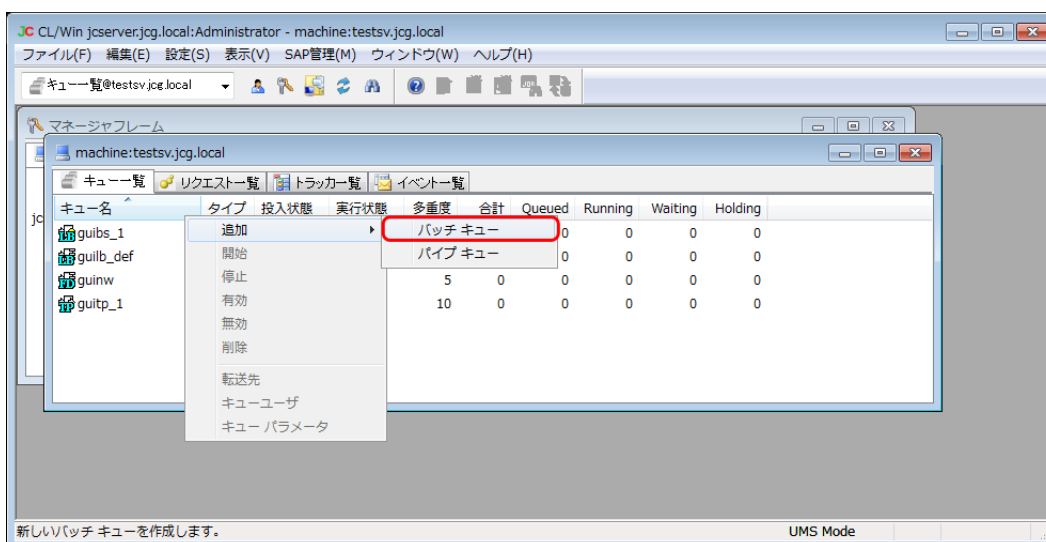 JC CL/Win jcserver.jcg.local:Administrator - machine:testsv.jcg.local
ファイル(F) 編集(E) 設定(S) 表示(V) SAP管理(M) ウィンドウ(W) ヘルプ(H)
キュー一覧@testsv.jcg.local
マネージャフレーム
machine:testsv.jcg.local
キュー一覧 リクエスト一覧 トラッカ一覧 イベント一覧
jc
キュー名 タイプ 投入状態 実行状態 多重度 合計 Queued Running Waiting Holding
guibs_1 追加 バッチ キュー 0 0 0 0
guilb_def 開始 パイプ キュー 0 0 0 0
guinw 停止 5 0 0 0 0 0
guitp_1 有効 10 0 0 0 0 0
無効
削除
転送先
キューユーザ
キュー パラメータ
新しいバッチ キューを作成します。 UMS Mode